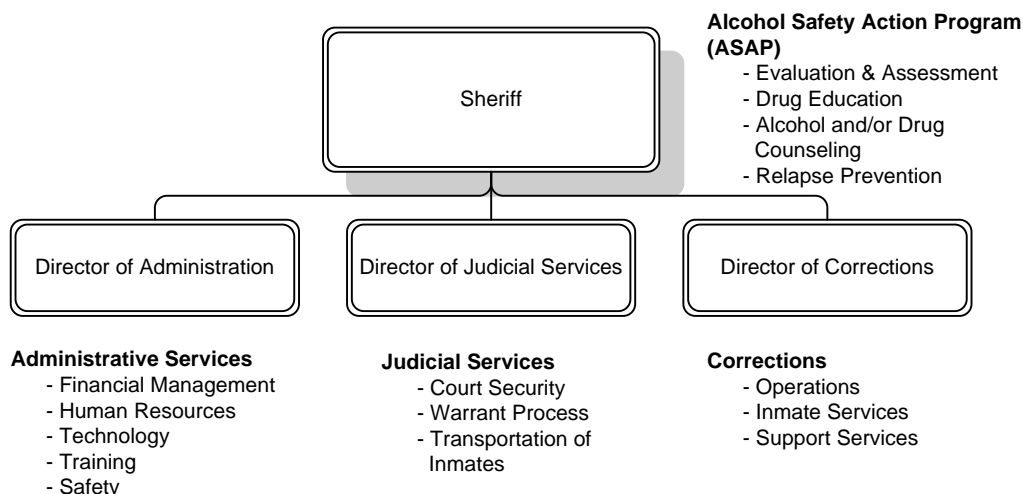 Alcohol Safety Action Program
(ASAP)
- Evaluation & Assessment
- Drug Education
- Alcohol and/or Drug
Counseling
- Relapse Prevention
Sheriff
Director of Administration
Director of Judicial Services
Director of Corrections
Administrative Services
- Financial Management
- Human Resources
- Technology
- Training
- Safety
Judicial Services
- Court Security
- Warrant Process
- Transportation of
Inmates
Corrections
- Operations
- Inmate Services
- Support Services